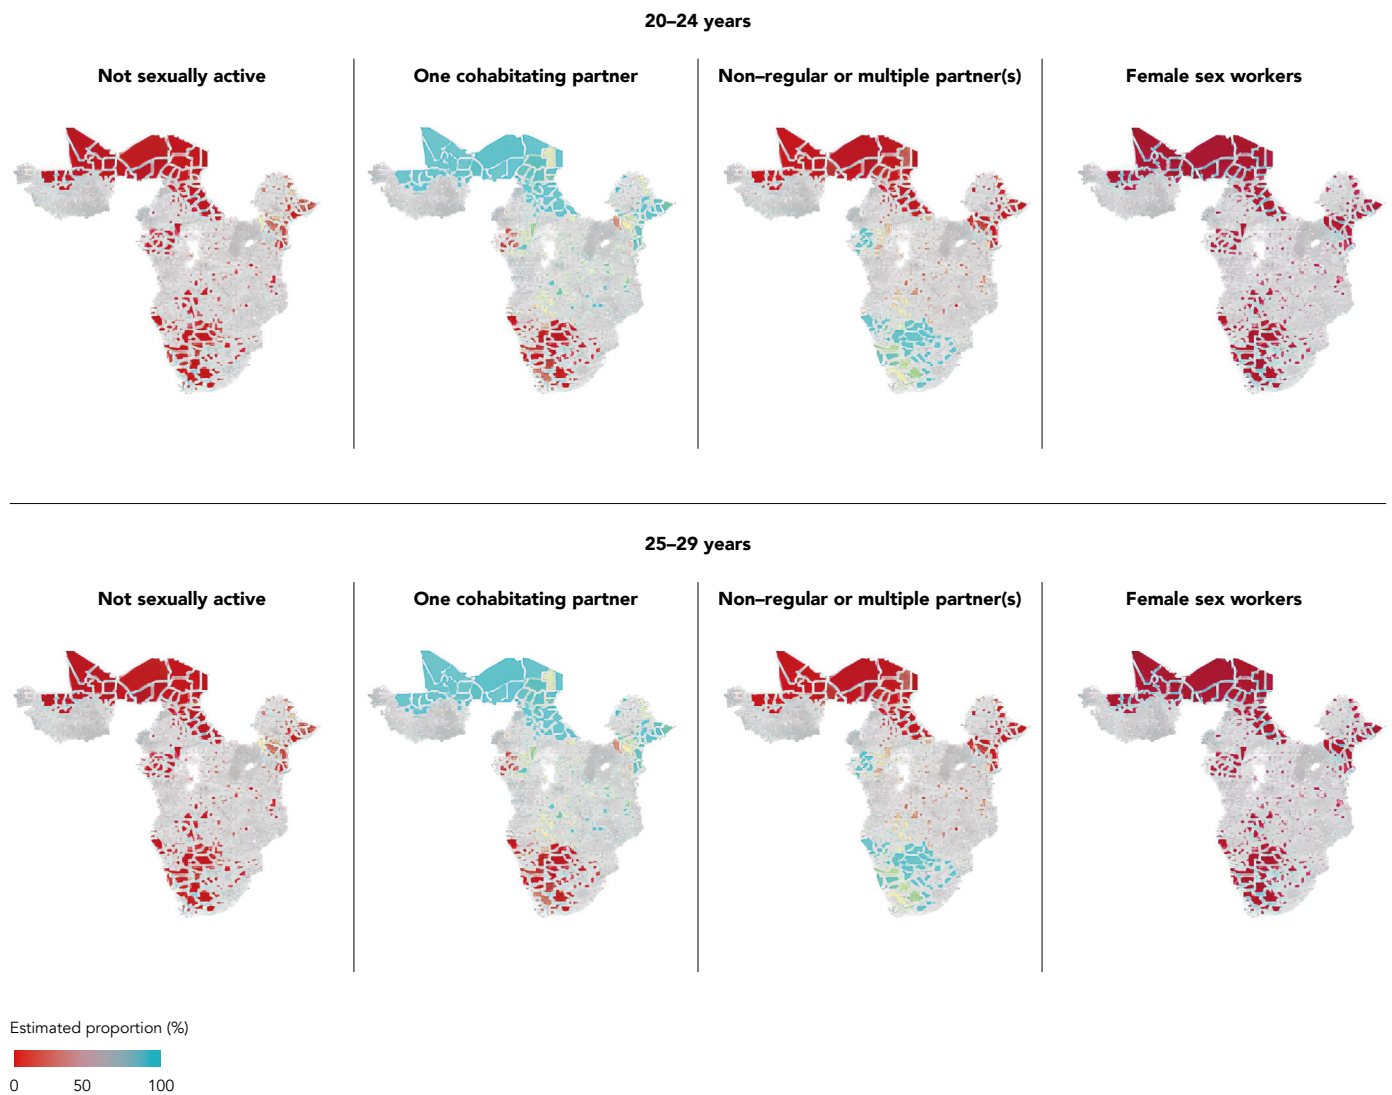 20–24 years
Not sexually active
One cohabitating partner
Non–regular or multiple partner(s)
Female sex workers
25–29 years
Not sexually active
One cohabitating partner
Non–regular or multiple partner(s)
Female sex workers
Estimated proportion (%)
0 50 100